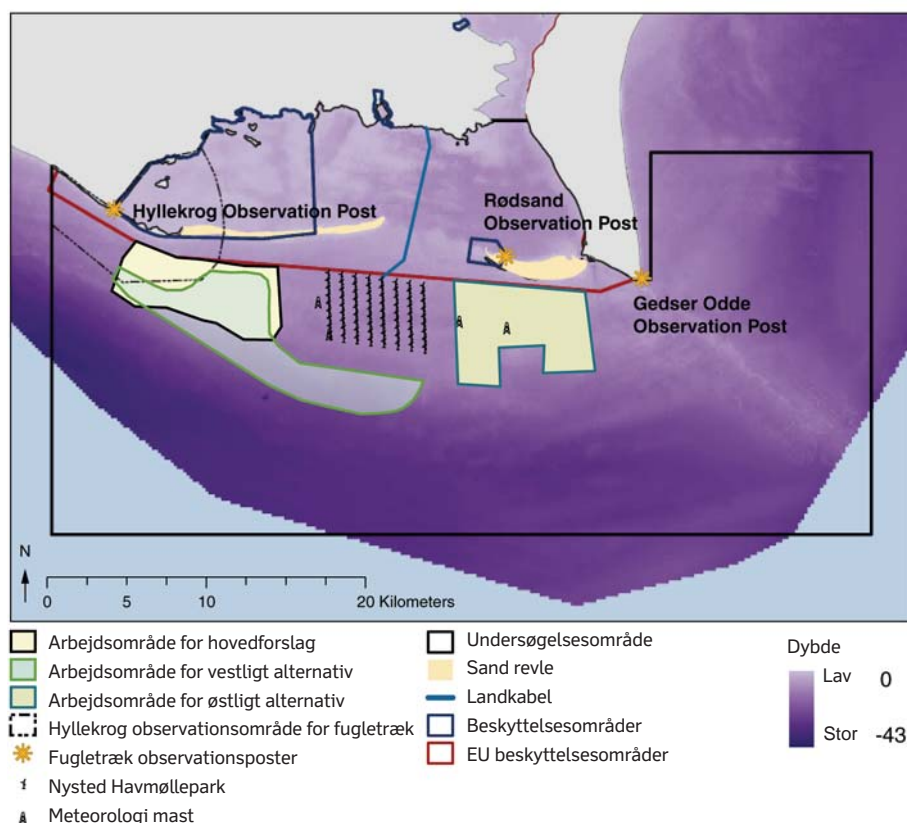 Hyllekrog Observation Post
Rødsand
Observation Post
Gedser Odde
Observation Post
N
0 5 10 20 Kilometers
Arbejdsområde for hovedforslag
Arbejdsområde for vestligt alternativ
Arbejdsområde for østligt alternativ
Hyllekrog observationsområde for fugletræk
Fugletræk observationsposter
Nysted Havmøllepark
Meteorologi mast
Undersøgelsesområde
Sand revle
Landkabel
Beskyttelsesområder
EU beskyttelsesområder
Dybde
Lav 0
Stor -43